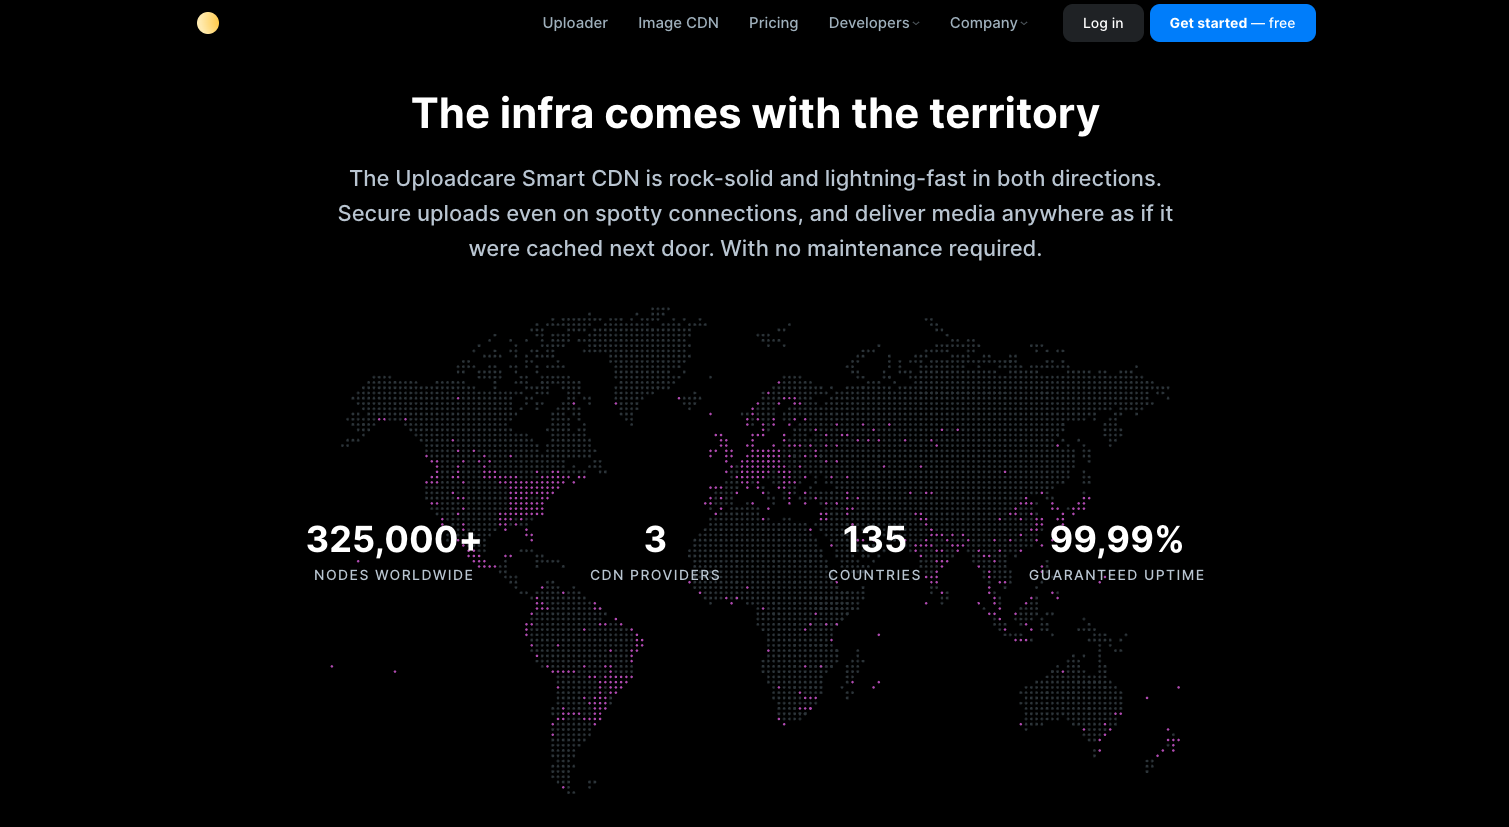 Uploader Image CDN Pricing Developers Company Log in Get started — free
The infra comes with the territory
The Uploadcare Smart CDN is rock-solid and lightning-fast in both directions.
Secure uploads even on spotty connections, and deliver media anywhere as if it
were cached next door. With no maintenance required.
325,000+ 3 135 99,99%
NODES WORLDWIDE CDN PROVIDERS COUNTRIES GUARANTEED UPTIME